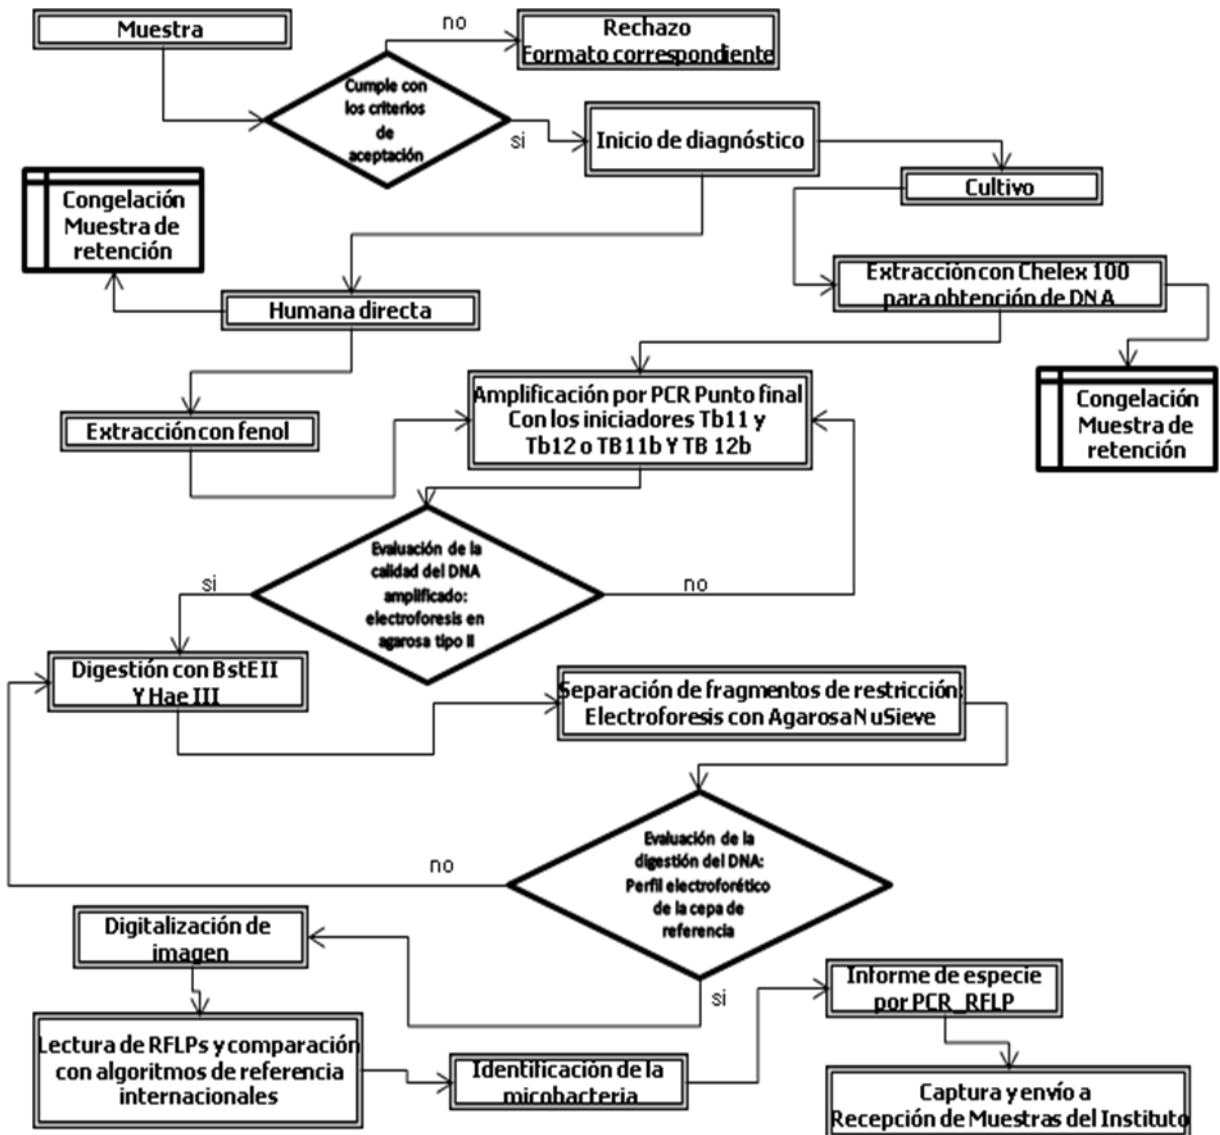 Muestra
no
Rechazo
Formato correspondiente
Cumple con
los criterios
de
aceptación
si
Inicio de diagnóstico
Cultivo
Congelación
Muestra de
retención
Humana directa
Extracción con Chelex 100
para obtención de DNA
Extracción con fenol
Amplificación por PCR Punto final
Con los iniciadores Tb11 y
Tb12 o TB11b Y TB 12b
Congelación
Muestra de
retención
Evaluación de la
calidad del DNA
amplificado:
electroforesis en
agarosa tipo II
si
no
Digestión con BstEII
Y Hae III
Separación de fragmentos de restricción:
Electroforesis con Agarosa NuSieve
Evaluación de la
digestión del DNA:
Perfil electroforético
de la cepa de
referencia
no
si
Digitalización de
imagen
Lectura de RFLPs y comparación
con algoritmos de referencia
internacionales
Identificación de la
micobacteria
Informe de especie
por PCR_RFLP
Captura y envío a
Recepción de Muestras del Instituto